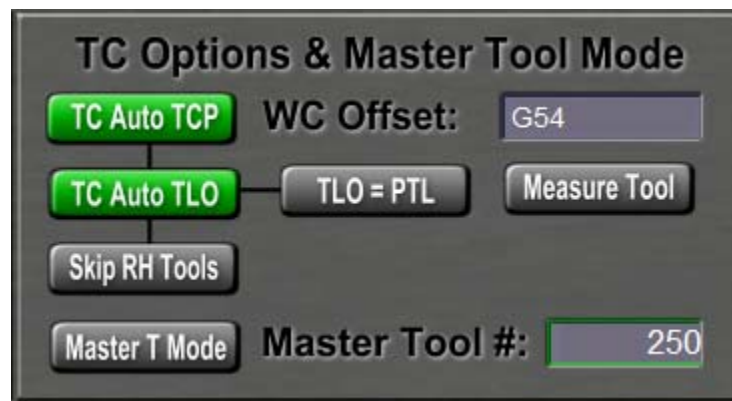 TC Options & Master Tool Mode
TC Auto TCP WC Offset: G54
TC Auto TLO TLO = PTL Measure Tool
Skip RH Tools
Master T Mode Master Tool #: 250